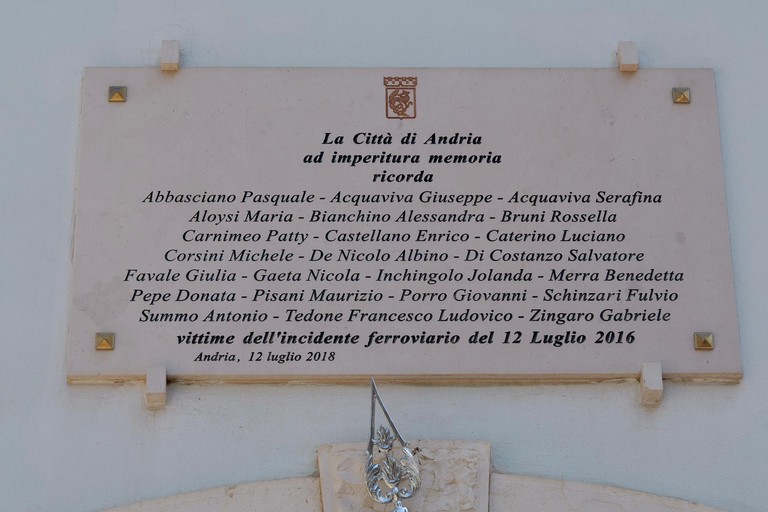 La Città di Andria
ad imperitura memoria
ricorda
Abbasciano Pasquale - Acquaviva Giuseppe - Acquaviva Serafina
Aloysi Maria - Bianchino Alessandra - Bruni Rossella
Carnimeo Patty - Castellano Enrico - Caterino Luciano
Corsini Michele - De Nicolo Albino - Di Costanzo Salvatore
Favale Giulia - Gaeta Nicola - Inchingolo Jolanda - Merra Benedetta
Pepe Donata - Pisani Maurizio - Porro Giovanni - Schinzari Fulvio
Summo Antonio - Tedone Francesco Ludovico - Zingaro Gabriele
vittime dell'incidente ferroviario del 12 Luglio 2016
Andria, 12 luglio 2018